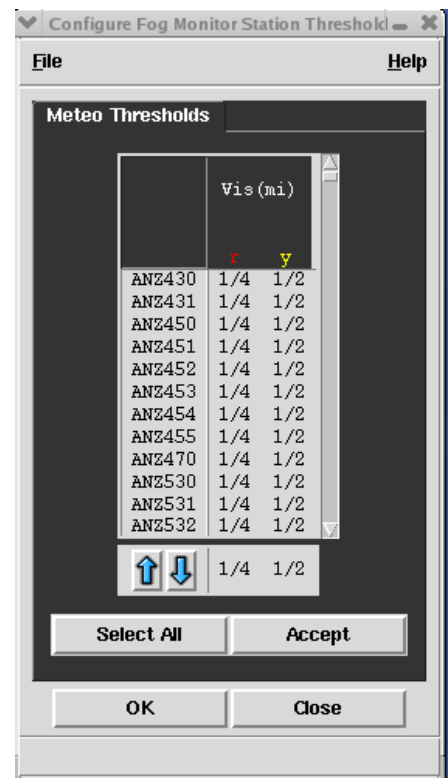 Configure Fog Monitor Station Threshold
File Help
Meteo Thresholds
Vis(mi)
r y
ANZ430 1/4 1/2
ANZ431 1/4 1/2
ANZ450 1/4 1/2
ANZ451 1/4 1/2
ANZ452 1/4 1/2
ANZ453 1/4 1/2
ANZ454 1/4 1/2
ANZ455 1/4 1/2
ANZ470 1/4 1/2
ANZ530 1/4 1/2
ANZ531 1/4 1/2
ANZ532 1/4 1/2
1/4 1/2
Select All Accept
OK Close